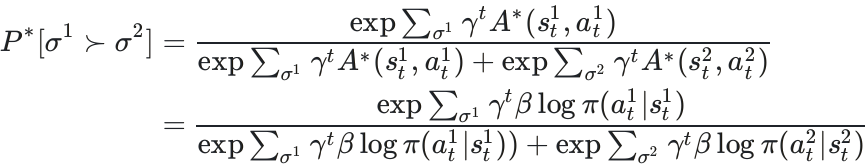 P^*[\sigma^1 \succ \sigma^2] = \frac{\exp \sum_{\sigma^1} \gamma^t A^*(s_t^1, a_t^1)}{\exp \sum_{\sigma^1} \gamma^t A^*(s_t^1, a_t^1) + \exp \sum_{\sigma^2} \gamma^t A^*(s_t^2, a_t^2)}
= \frac{\exp \sum_{\sigma^1} \gamma^t \beta \log \pi(a_t^1|s_t^1)}{\exp \sum_{\sigma^1} \gamma^t \beta \log \pi(a_t^1|s_t^1)) + \exp \sum_{\sigma^2} \gamma^t \beta \log \pi(a_t^2|s_t^2)}